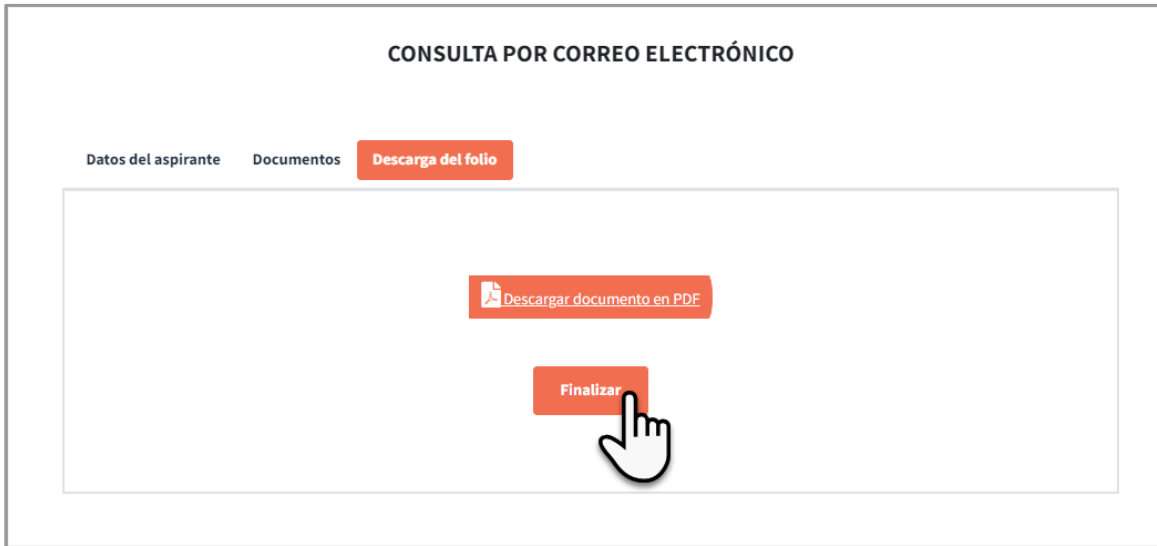 CONSULTA POR CORREO ELECTRÓNICO
Datos del aspirante Documentos Descarga del folio
Descargar documento en PDF
Finalizar